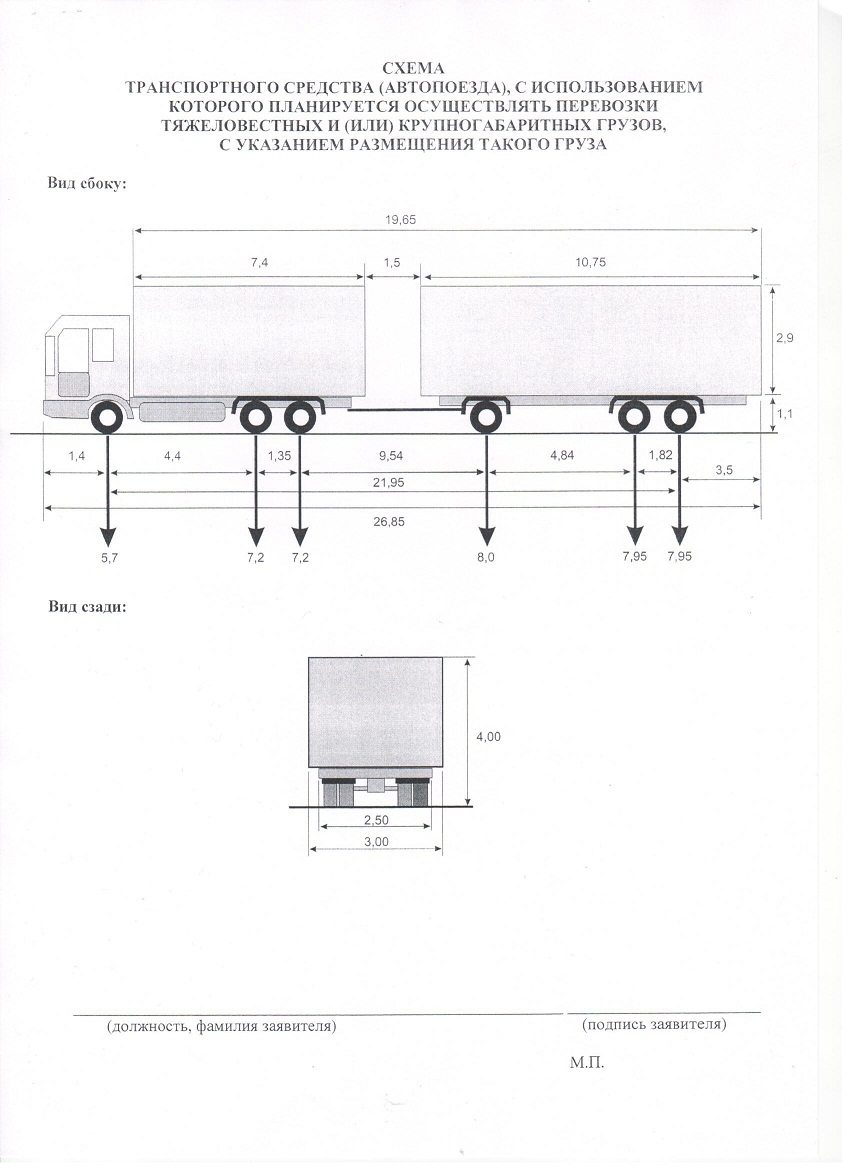 СХЕМА
ТРАНСПОРТНОГО СРЕДСТВА (АВТОПОЕЗДА), С ИСПОЛЬЗОВАНИЕМ
КОТОРОГО ПЛАНИРУЕТСЯ ОСУЩЕСТВЛЯТЬ ПЕРЕВОЗКИ
ТЯЖЕЛОВЕСТНЫХ И (ИЛИ) КРУПНОГАБАРИТНЫХ ГРУЗОВ,
С УКАЗАНИЕМ РАЗМЕЩЕНИЯ ТАКОГО ГРУЗА
Вид сбоку:
19,65
7,4 1,5 10,75
2,9
1,1
1,4 4,4 1,35 9,54 4,84 1,82
3,5
21,95
26,85
5,7 7,2 7,2 8,0 7,95 7,95
Вид сзади:
4,00
2,50
3,00
(должность, фамилия заявителя) (подпись заявителя)
М.П.